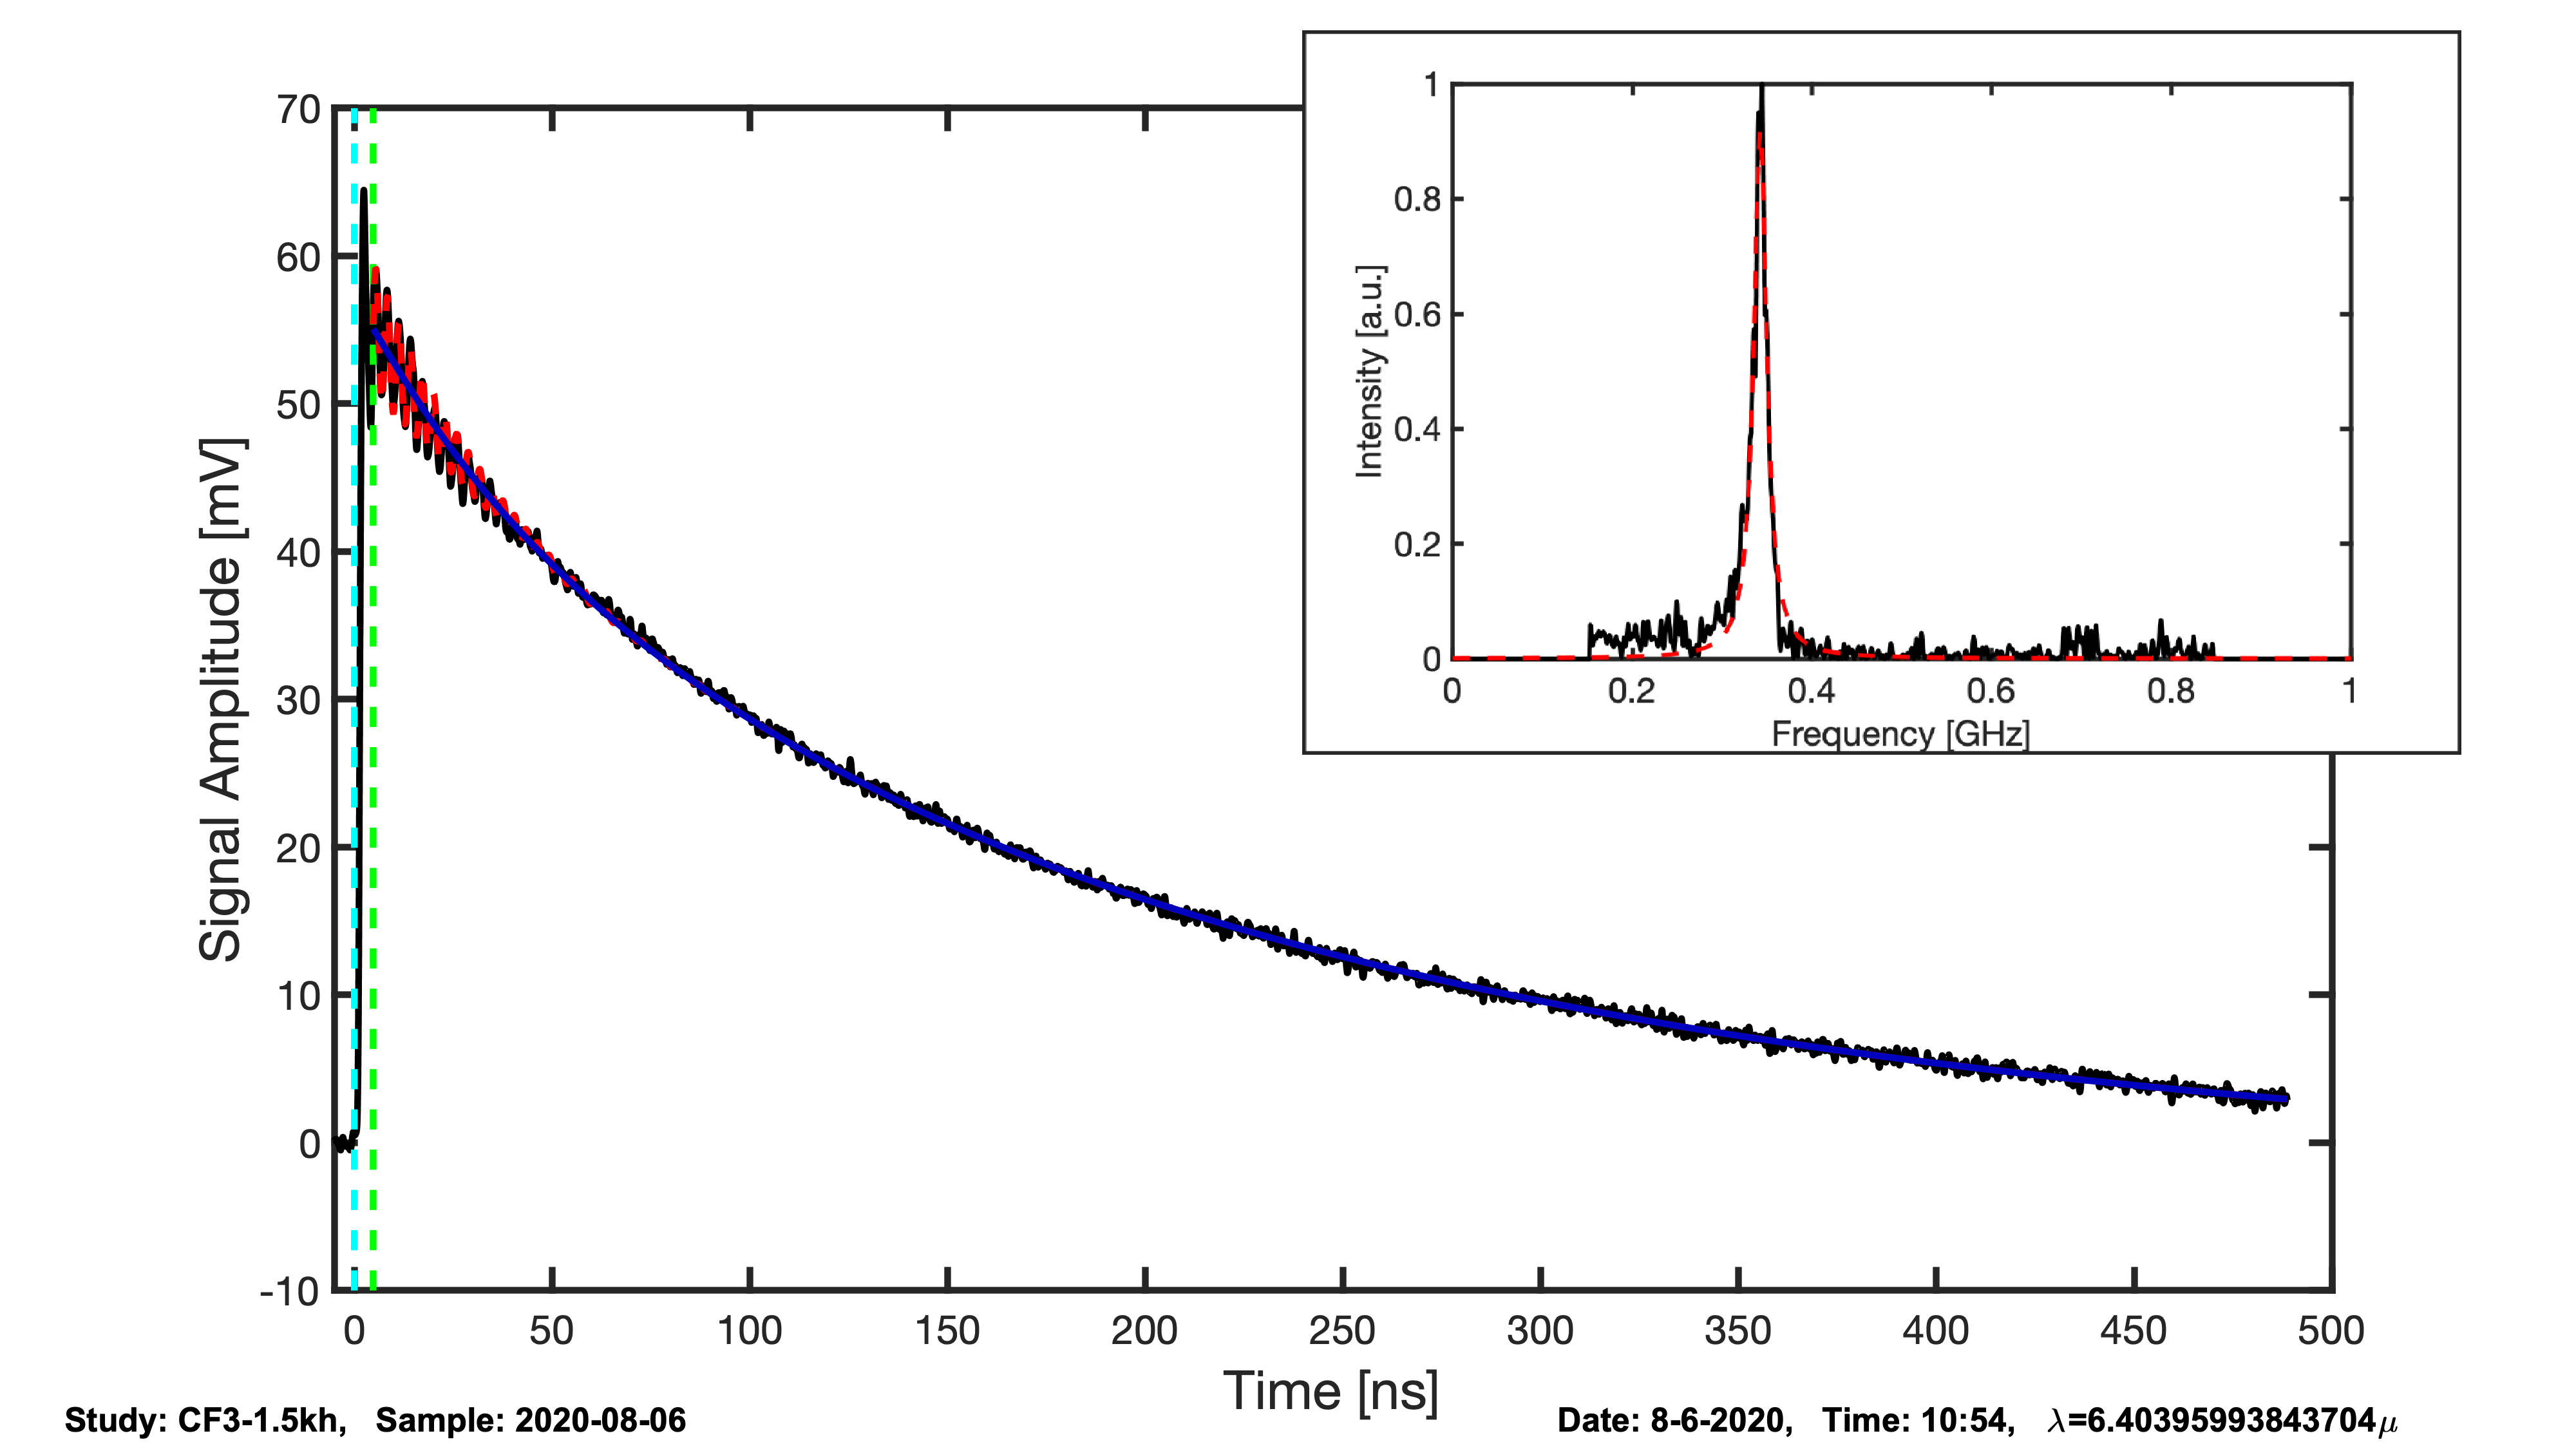 70
60
50
40
30
20
10
0
-10
Signal Amplitude [mV]
0 50 100 150 200 250 300 350 400 450 500
Time [ns]
1
0.8
0.6
0.4
0.2
0
Intensity [a.u.]
0 0.2 0.4 0.6 0.8 1
Frequency [GHz]
Study: CF3-1.5kh, Sample: 2020-08-06
Date: 8-6-2020, Time: 10:54, λ=6.40395993843704μ